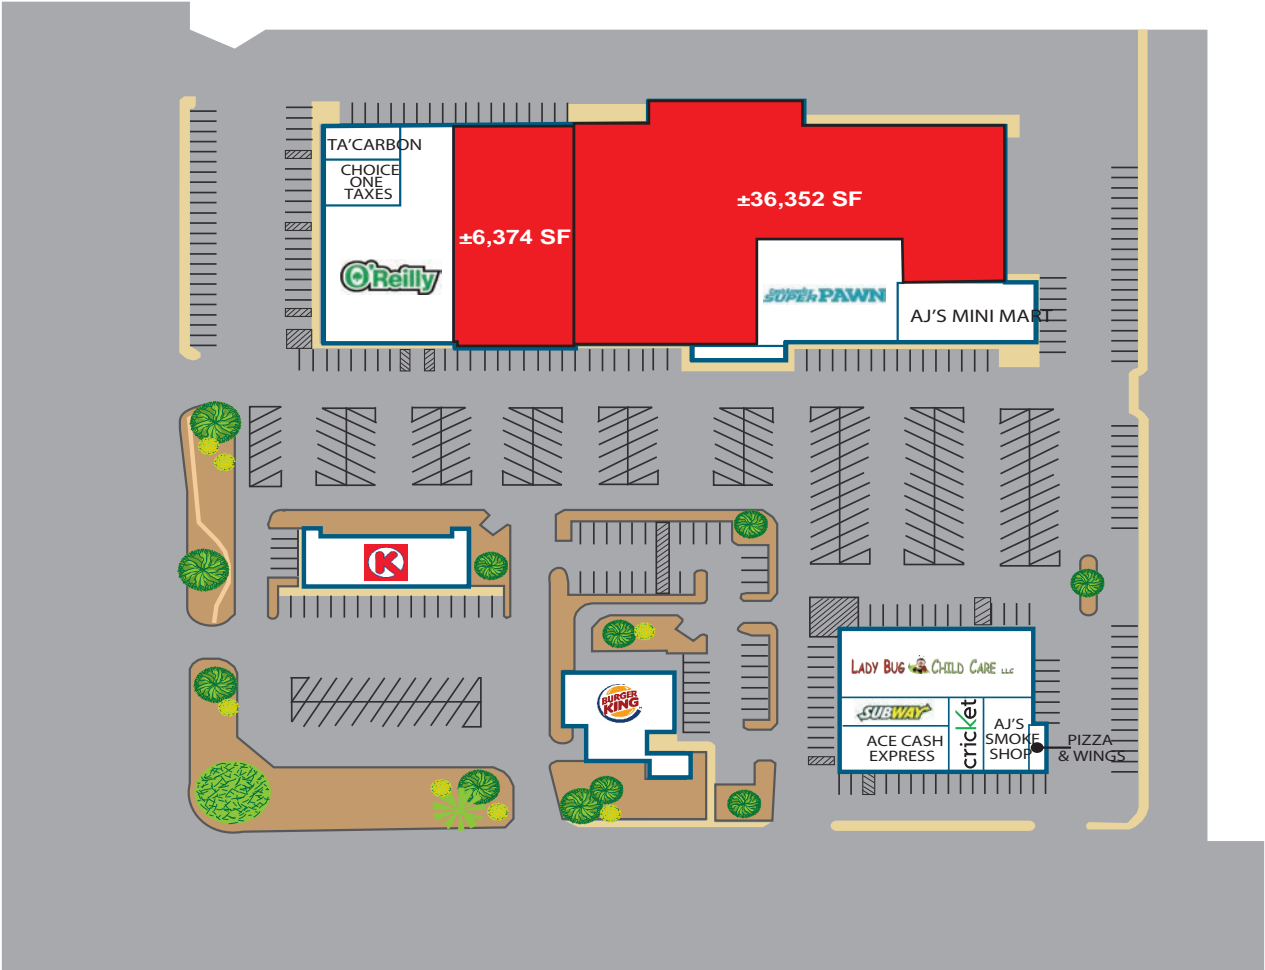 TA'CARBON
CHOICE
ONE
TAXES
O'Reilly
±6,374 SF
±36,352 SF
SUPER PAWN
AJ'S MINI MART
K
BURGER
KING
LADY BUG CHILD CARE LLC
SUBWAY
ACE CASH
EXPRESS
cricket
AJ'S
SMOKE
SHOP
PIZZA
& WINGS